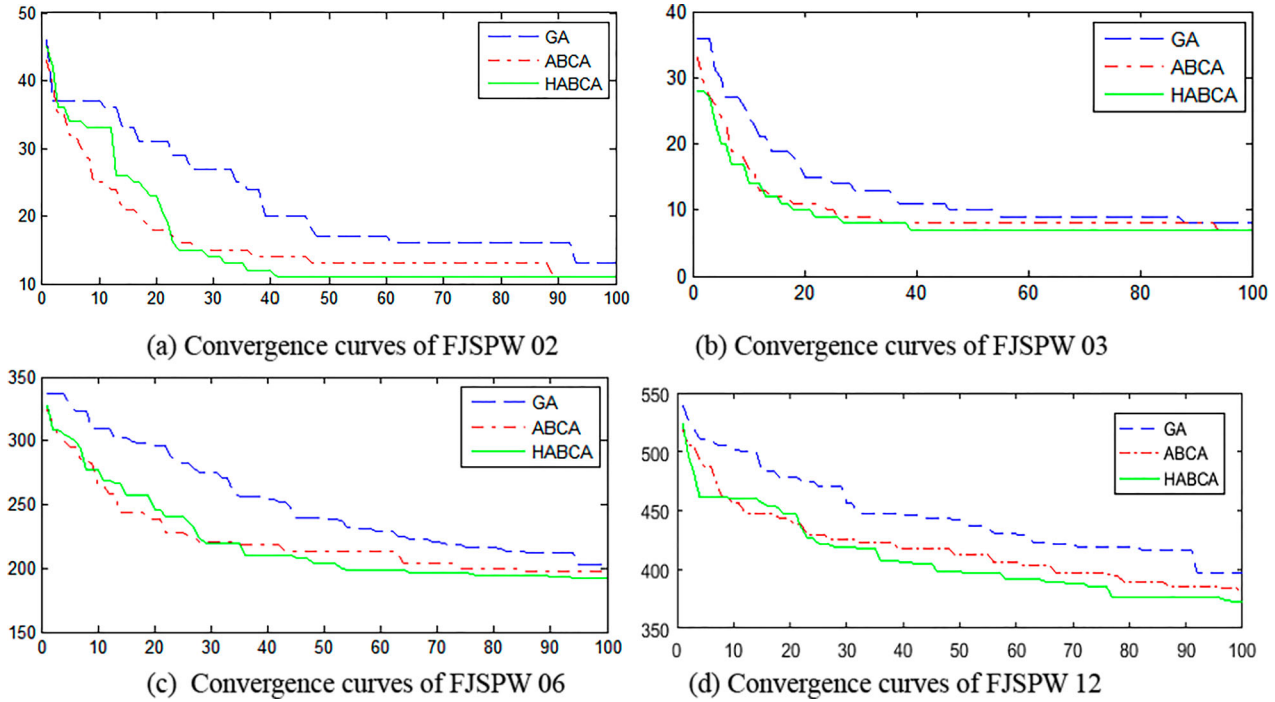 50
40
30
20
10
0 10 20 30 40 50 60 70 80 90 100
GA
ABCA
HABCA
(a) Convergence curves of FJSPW 02
40
30
20
10
0
0 20 40 60 80 100
GA
ABCA
HABCA
(b) Convergence curves of FJSPW 03
350
300
250
200
150
0 10 20 30 40 50 60 70 80 90 100
GA
ABCA
HABCA
(c) Convergence curves of FJSPW 06
550
500
450
400
350
0 10 20 30 40 50 60 70 80 90 100
GA
ABCA
HABCA
(d) Convergence curves of FJSPW 12